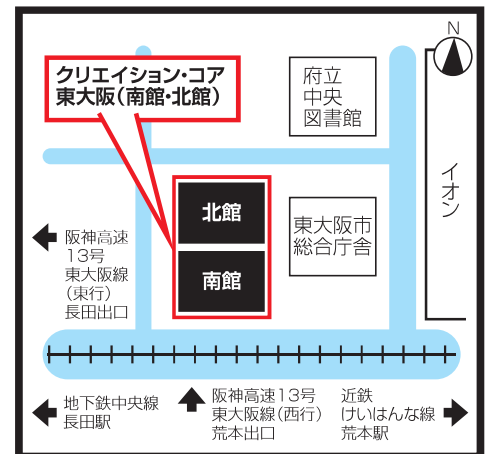 N
クリエイション・コア
東大阪(南館・北館)
府立
中央
図書館
イオン
北館
東大阪市
総合庁舎
南館
阪神高速
13号
東大阪線
(東行)
長田出口
地下鉄中央線
長田駅
阪神高速13号
東大阪線(西行)
荒本出口
近鉄
けいはんな線
荒本駅